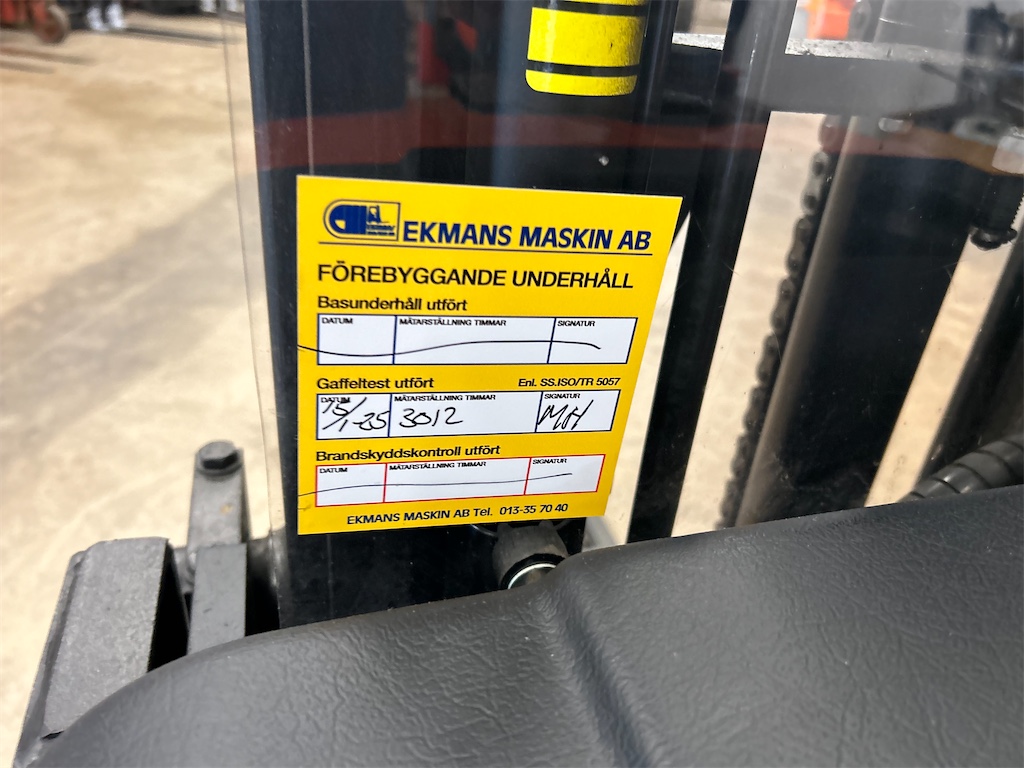 EKMANS MASKIN AB
FÖREBYGGANDE UNDERHÅLL
Basunderhåll utfört
DATUM MÄTARSTÄLLNING TIMMAR SIGNATUR
Gaffeltest utfört Enl. SS.ISO/TR 5057
DATUM MÄTARSTÄLLNING TIMMAR SIGNATUR
15/1-25 3012 MH
Brandskyddskontroll utfört
DATUM MÄTARSTÄLLNING TIMMAR SIGNATUR
EKMANS MASKIN AB Tel. 013-35 70 40